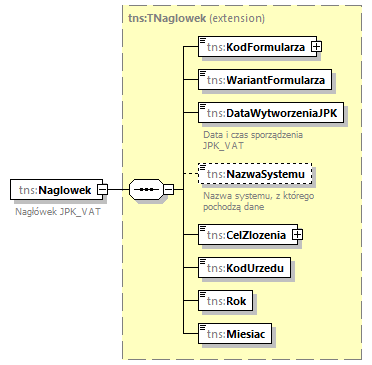 tns:TNaglowek (extension)
tns:KodFormularza
tns:WariantFormularza
tns:DataWytworzeniaJPK
Data i czas sporządzenia
JPK_VAT
tns:NazwaSystemu
Nazwa systemu, z którego
pochodzą dane
tns:Naglowek
Nagłówek JPK_VAT
tns:CelZlozenia
tns:KodUrzedu
tns:Rok
tns:Miesiac